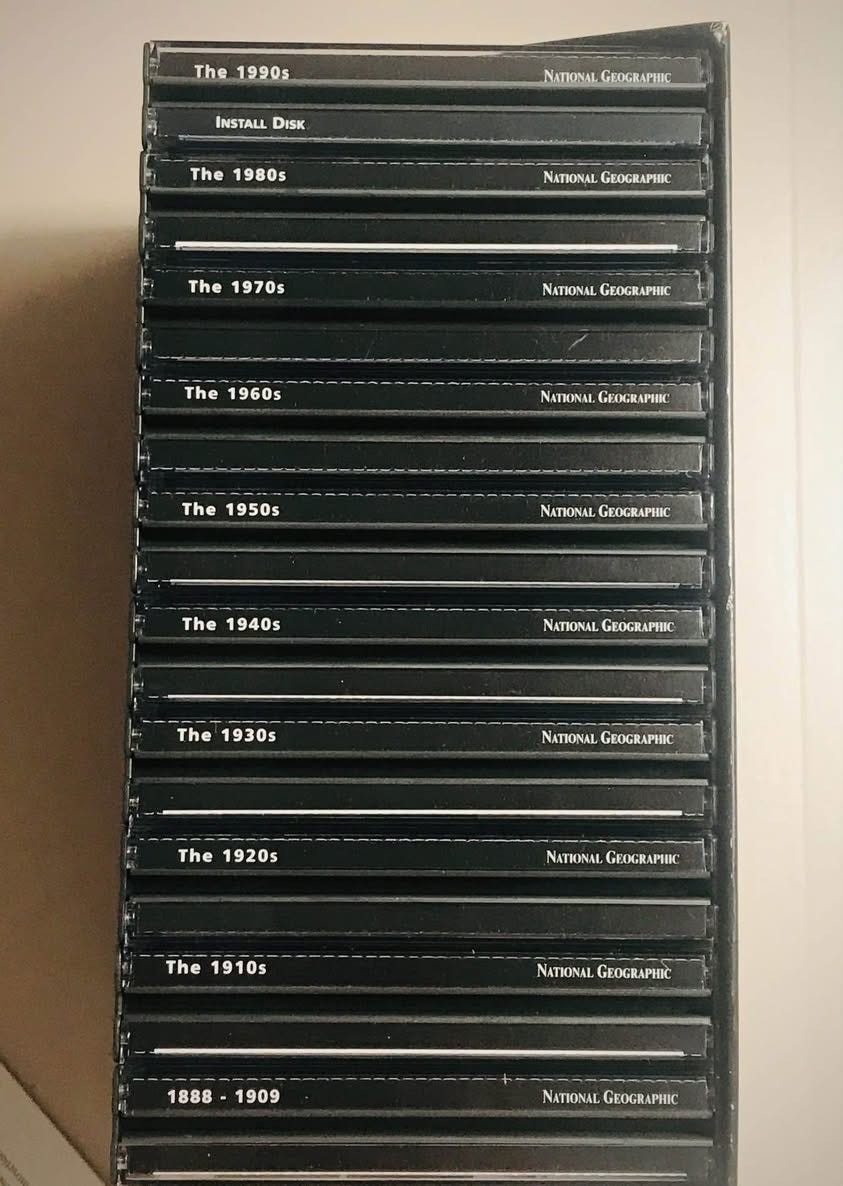 The 1990s NATIONAL GEOGRAPHIC
INSTALL DISK
The 1980s NATIONAL GEOGRAPHIC
The 1970s NATIONAL GEOGRAPHIC
The 1960s NATIONAL GEOGRAPHIC
The 1950s NATIONAL GEOGRAPHIC
The 1940s NATIONAL GEOGRAPHIC
The 1930s NATIONAL GEOGRAPHIC
The 1920s NATIONAL GEOGRAPHIC
The 1910s NATIONAL GEOGRAPHIC
1888 - 1909 NATIONAL GEOGRAPHIC